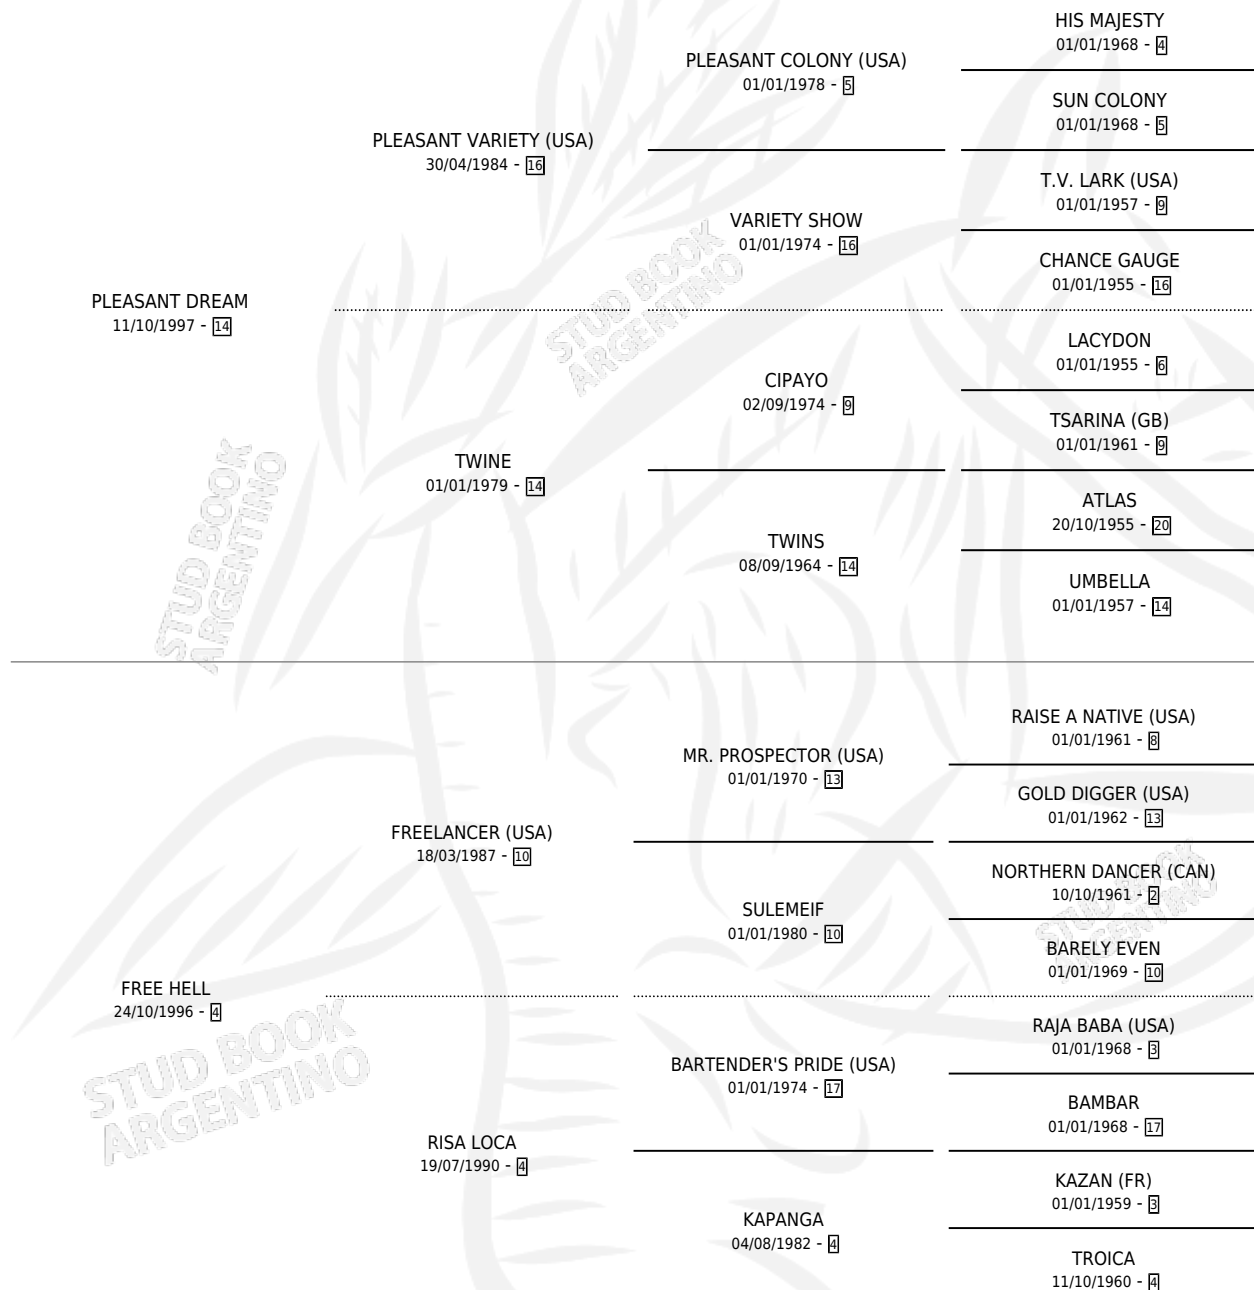 HIS MAJESTY
01/01/1968 - 4
PLEASANT COLONY (USA)
01/01/1978 - 5
SUN COLONY
01/01/1968 - 5
PLEASANT VARIETY (USA)
30/04/1984 - 16
T.V. LARK (USA)
01/01/1957 - 9
VARIETY SHOW
01/01/1974 - 16
CHANCE GAUGE
01/01/1955 - 16
PLEASANT DREAM
11/10/1997 - 14
LACYDON
01/01/1955 - 6
CIPAYO
02/09/1974 - 9
TSARINA (GB)
01/01/1961 - 9
TWINE
01/01/1979 - 14
ATLAS
20/10/1955 - 20
TWINS
08/09/1964 - 14
UMBELLA
01/01/1957 - 14
RAISE A NATIVE (USA)
01/01/1961 - 8
MR. PROSPECTOR (USA)
01/01/1970 - 13
GOLD DIGGER (USA)
01/01/1962 - 13
FREELANCER (USA)
18/03/1987 - 10
NORTHERN DANCER (CAN)
10/10/1961 - 2
SULEMEIF
01/01/1980 - 10
BARELY EVEN
01/01/1969 - 10
FREE HELL
24/10/1996 - 4
RAJA BABA (USA)
01/01/1968 - 3
BARTENDER'S PRIDE (USA)
01/01/1974 - 17
BAMBAR
01/01/1968 - 17
RISA LOCA
19/07/1990 - 4
KAZAN (FR)
01/01/1959 - 3
KAPANGA
04/08/1982 - 4
TROICA
11/10/1960 - 4
STUD BOOK
ARGENTINO
STUD BOOK
ARGENTINO
STUD BOOK
ARGENTINO
STUD BOOK
ARGENTINO